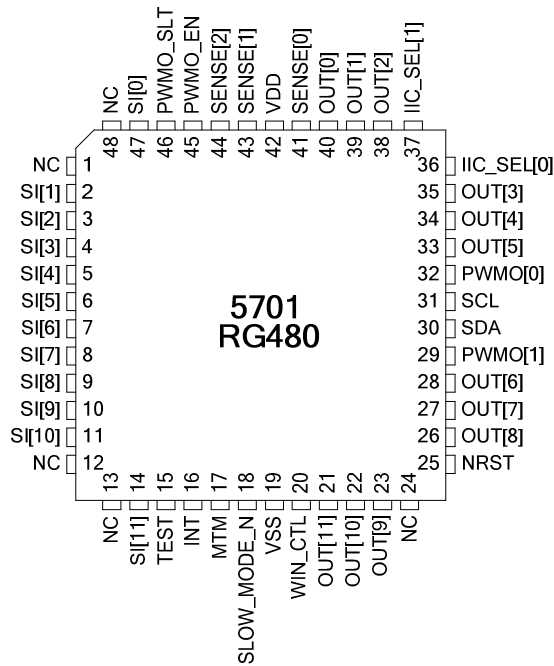 NC
SI[0]
PWMO_SLT
PWMO_EN
SENSE[2]
SENSE[1]
VDD
SENSE[0]
OUT[0]
OUT[1]
OUT[2]
IIC_SEL[1]
48
47
46
45
44
43
42
41
40
39
38
37
NC 1
SI[1] 2
SI[2] 3
SI[3] 4
SI[4] 5
SI[5] 6
SI[6] 7
SI[7] 8
SI[8] 9
SI[9] 10
SI[10] 11
NC 12
5701
RG480
36 IIC_SEL[0]
35 OUT[3]
34 OUT[4]
33 OUT[5]
32 PWMO[0]
31 SCL
30 SDA
29 PWMO[1]
28 OUT[6]
27 OUT[7]
26 OUT[8]
25 NRST
13
14
15
16
17
18
19
20
21
22
23
24
NC
SI[11]
TEST
INT
MTM
SLOW_MODE_N
VSS
WIN_CTL
OUT[11]
OUT[10]
OUT[9]
NC